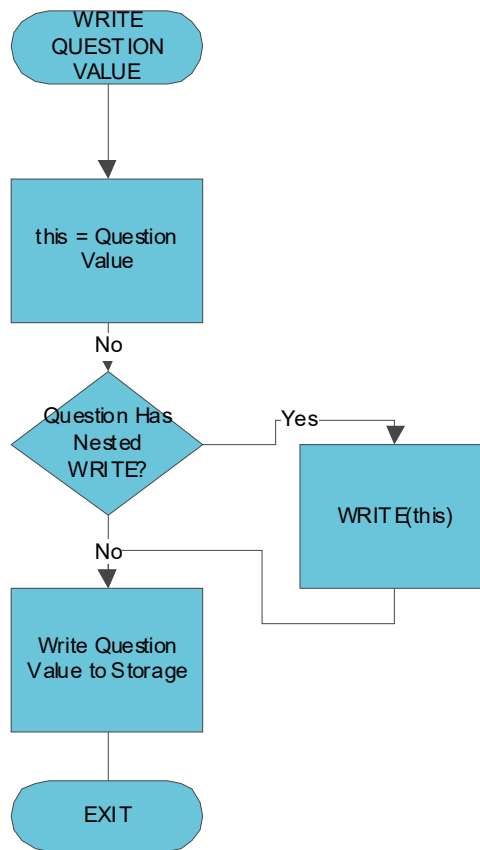 WRITE
QUESTION
VALUE
this = Question
Value
No
Question Has
Nested
WRITE?
Yes
WRITE(this)
No
Write Question
Value to Storage
EXIT